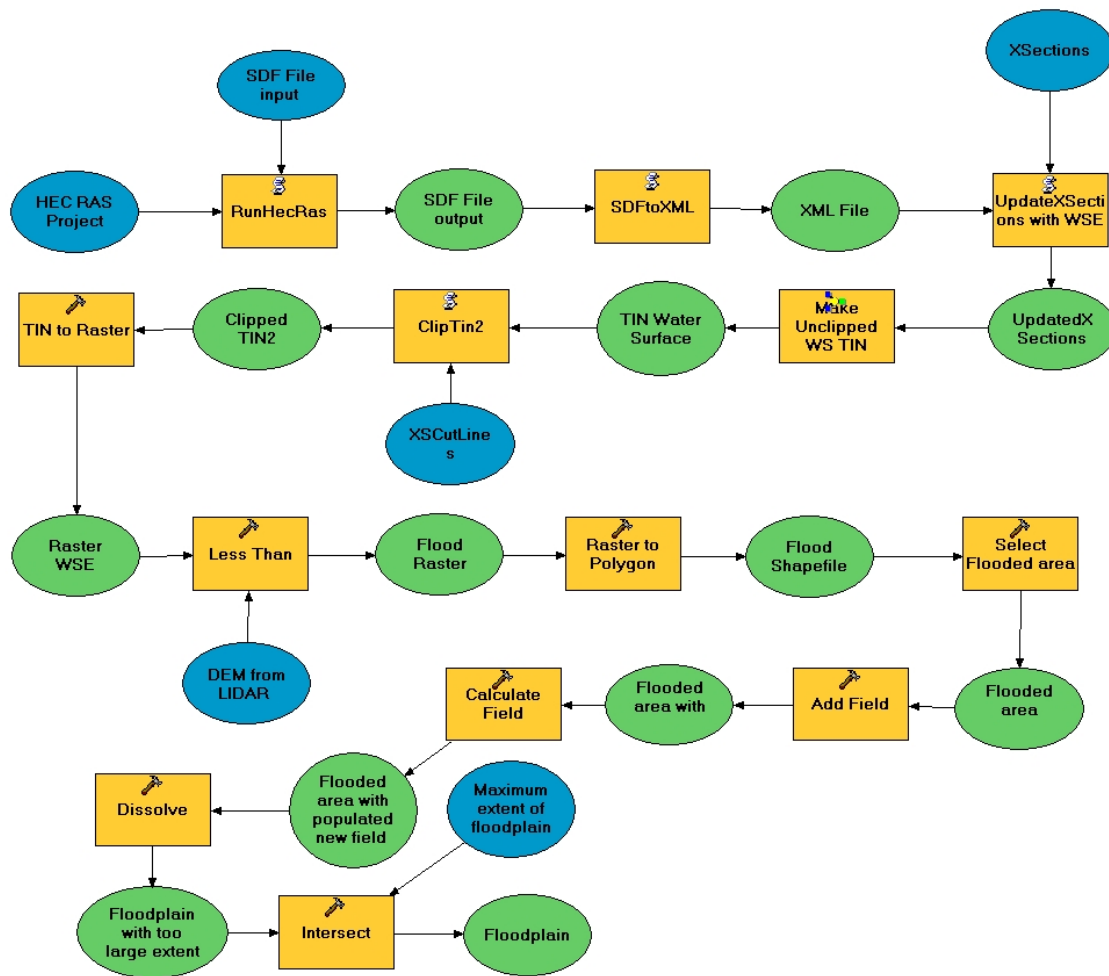 SDF File
input
XSections
HEC RAS
Project
RunHecRas
SDF File
output
SDFtoXML
XML File
UpdateXSecti
ons with WSE
TIN to Raster
Clipped
TIN2
ClipTin2
TIN Water
Surface
Make
Unclipped
WS TIN
UpdatedX
Sections
XSCutLine
s
Raster
WSE
Less Than
Flood
Raster
Raster to
Polygon
Flood
Shapefile
Select
Flooded area
DEM from
LIDAR
Calculate
Field
Flooded
area with
Add Field
Flooded
area
Dissolve
Flooded
area with
populated
new field
Maximum
extent of
floodplain
Floodplain
with too
large extent
Intersect
Floodplain